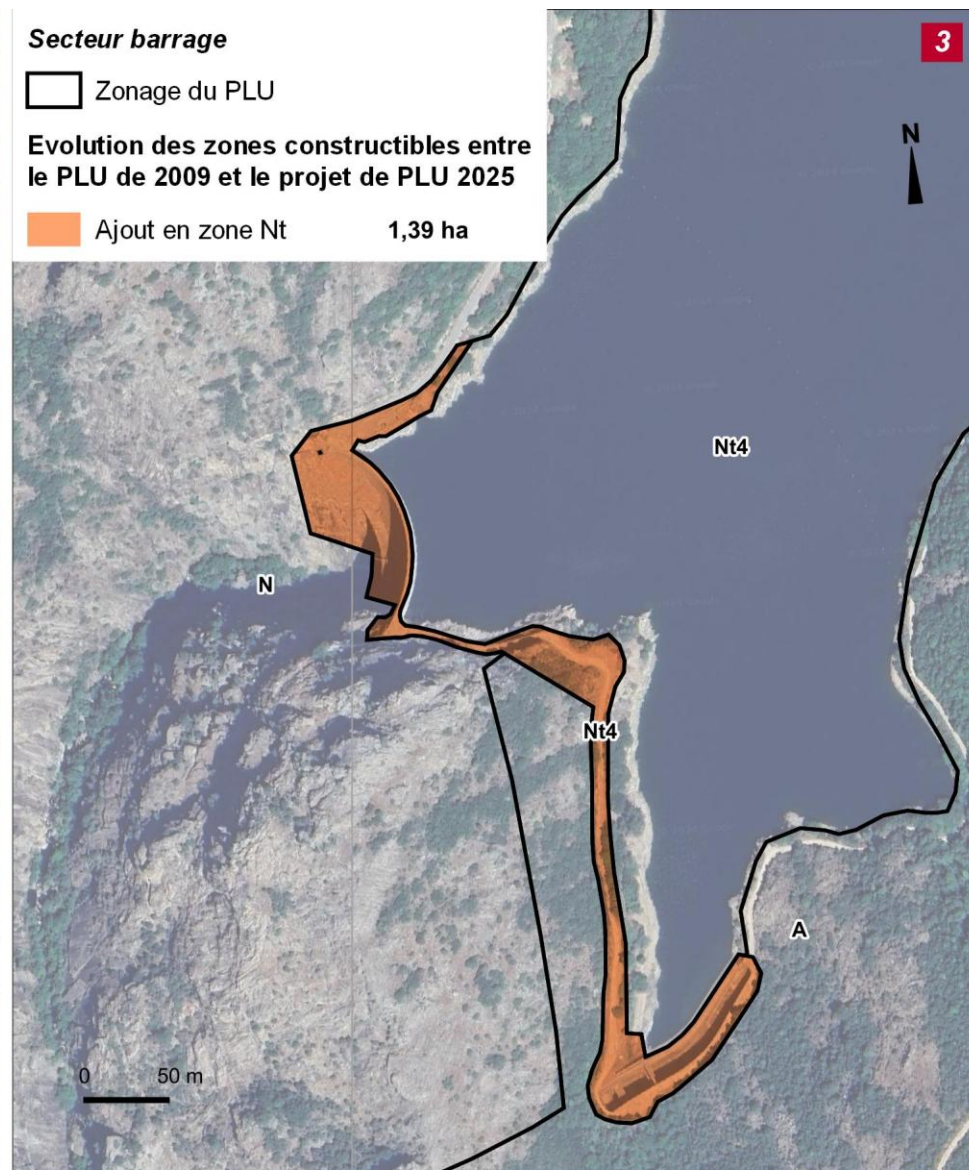 Secteur barrage
3
Zonage du PLU
Evolution des zones constructibles entre
le PLU de 2009 et le projet de PLU 2025
Ajout en zone Nt 1,39 ha
N
Nt4
N
Nt4
A
0 50 m